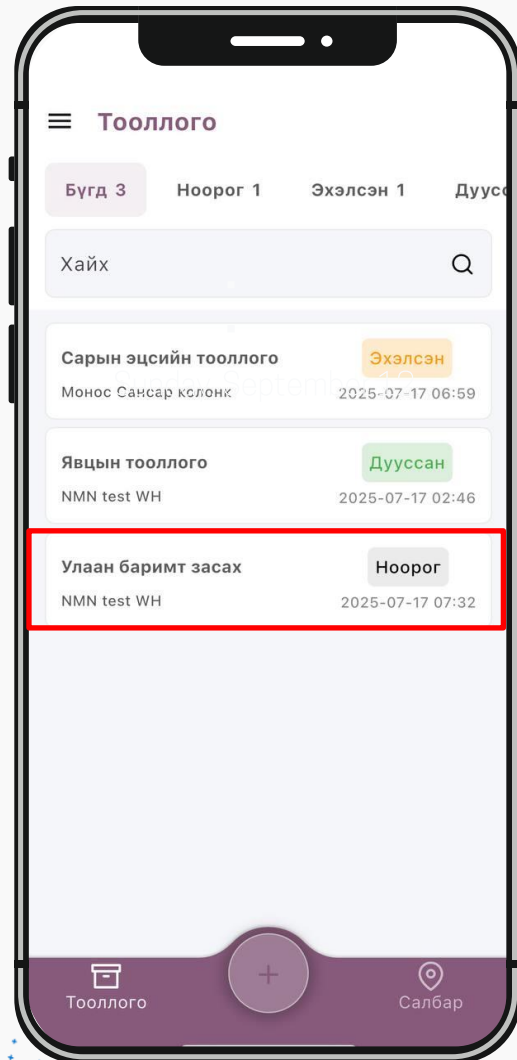 Тооллого
Бүгд 3 Ноорог 1 Эхэлсэн 1 Дуусс
Хайх
Сарын эцсийн тооллого Эхэлсэн
Монос Сансар колонк 2025-07-17 06:59
Явцын тооллого Дууссан
NMN test WH 2025-07-17 02:46
Улаан баримт засах Ноорог
NMN test WH 2025-07-17 07:32
Тооллого + Салбар